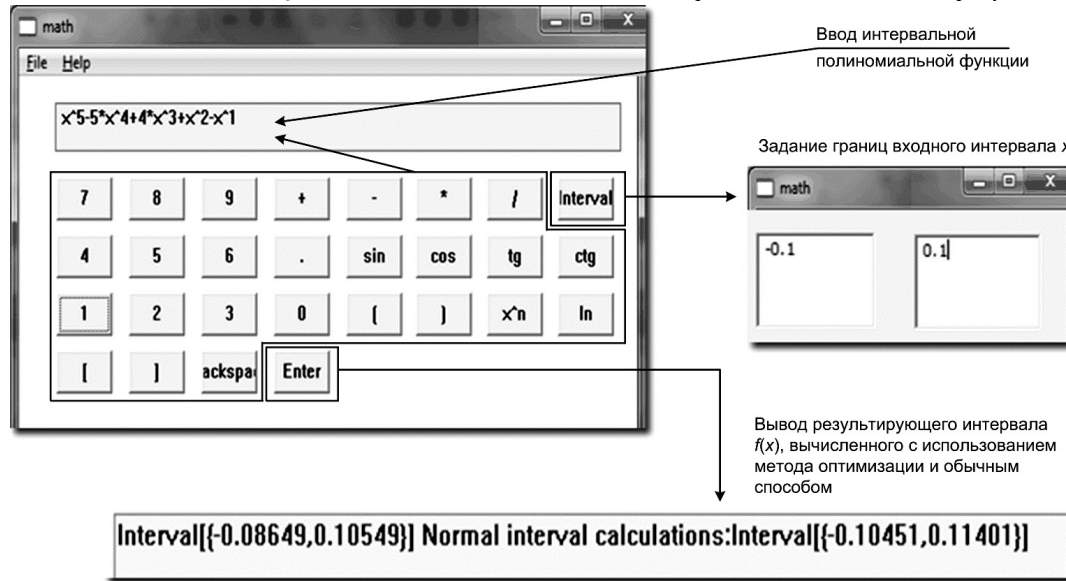 math
File Help
x^5-5*x^4+4*x^3+x^2-x^1
7 8 9 + - * / Interval
4 5 6 . sin cos tg ctg
1 2 3 0 ( ) x^n ln
[ ] ackspa Enter
Ввод интервальной
полиномиальной функции
Задание границ входного интервала x
math
-0.1 0.1
Вывод результирующего интервала
f(x), вычисленного с использованием
метода оптимизации и обычным
способом
Interval[{-0.08649,0.10549}] Normal interval calculations:Interval[{-0.10451,0.11401}]